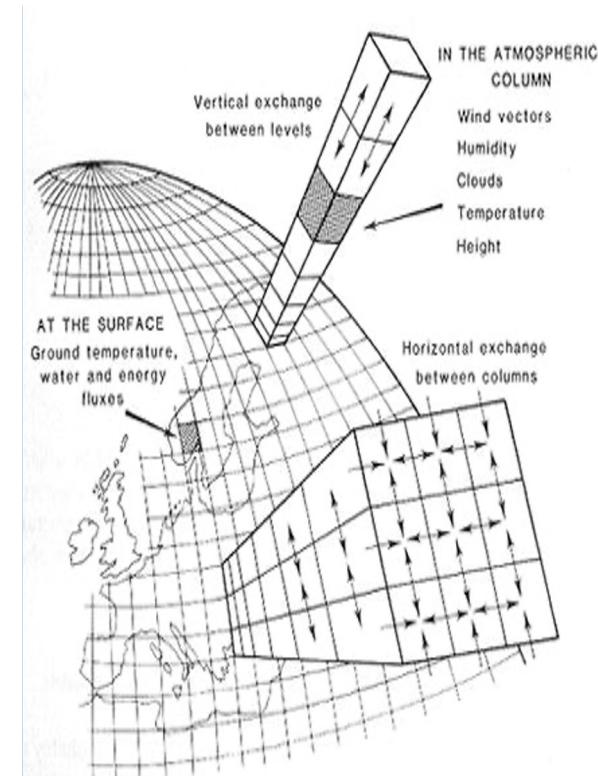 IN THE ATMOSPHERIC
COLUMN
Wind vectors
Humidity
Clouds
Temperature
Height
Vertical exchange
between levels
AT THE SURFACE
Ground temperature,
water and energy
fluxes
Horizontal exchange
between columns